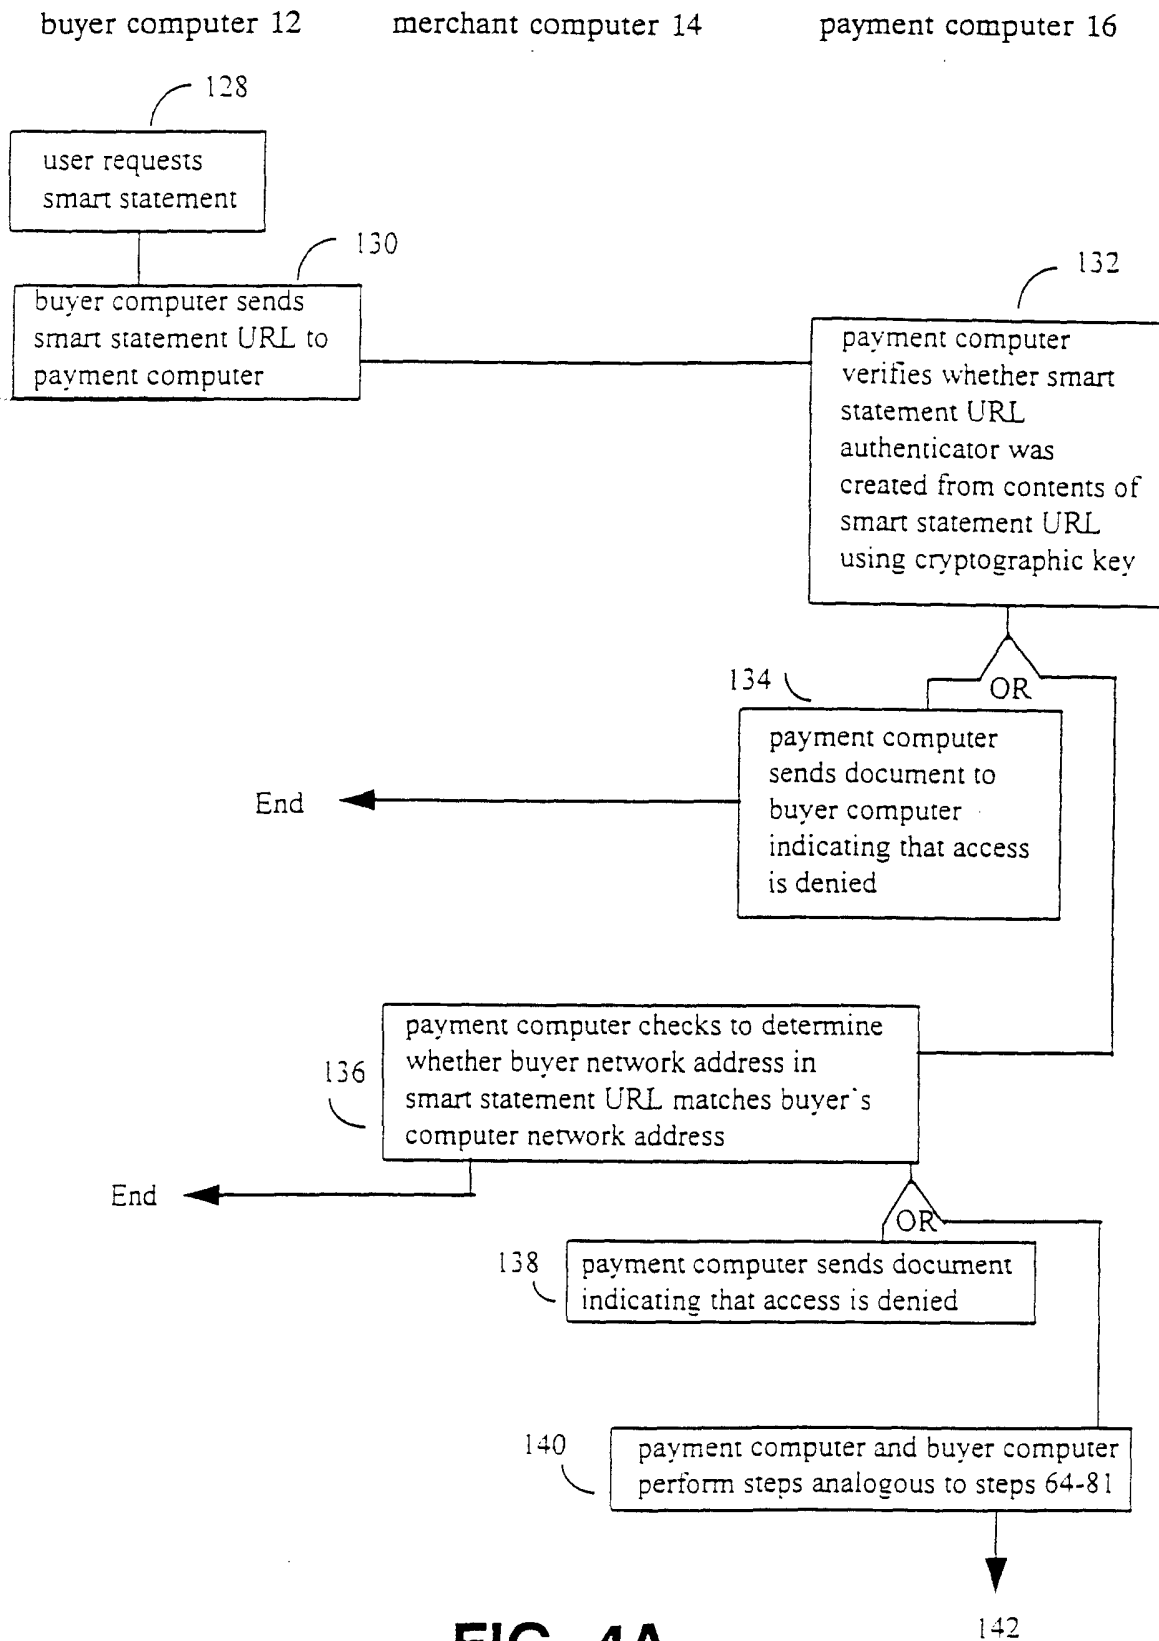 buyer computer 12 merchant computer 14 payment computer 16
128
user requests
smart statement
130
buyer computer sends
smart statement URL to
payment computer
132
payment computer
verifies whether smart
statement URL
authenticator was
created from contents of
smart statement URL
using cryptographic key
OR
134
payment computer
sends document to
buyer computer
indicating that access
is denied
End
136
payment computer checks to determine
whether buyer network address in
smart statement URL matches buyer's
computer network address
End
OR
138
payment computer sends document
indicating that access is denied
140
payment computer and buyer computer
perform steps analogous to steps 64-81
142
FIG. 4A